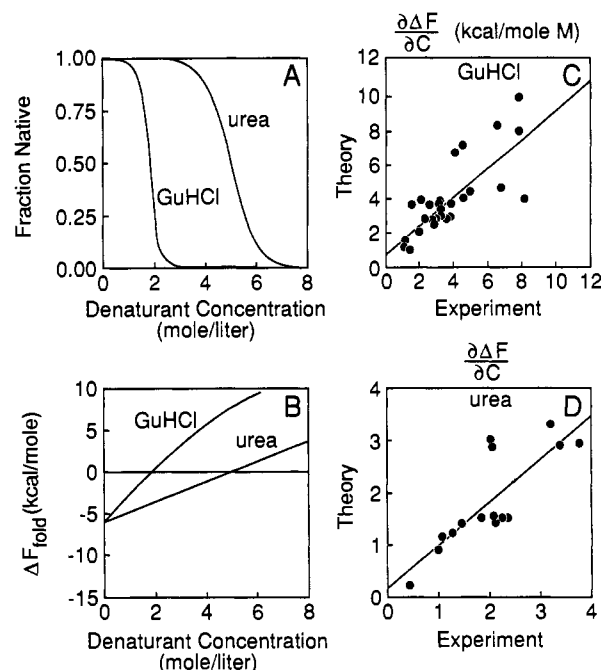 A
1.00
0.75
0.50
0.25
0.00
Fraction Native
urea
GuHCl
0 2 4 6 8
Denaturant Concentration
(mole/liter)
B
10
5
0
-5
-10
-15
ΔF_fold (kcal/mole)
GuHCl
urea
0 2 4 6 8
Denaturant Concentration
(mole/liter)
∂ΔF
∂C
(kcal/mole M)
GuHCl
C
12
10
8
6
4
2
0
Theory
0 2 4 6 8 12
Experiment
∂ΔF
∂C
urea
D
4
3
2
1
0
Theory
0 1 2 3 4
Experiment